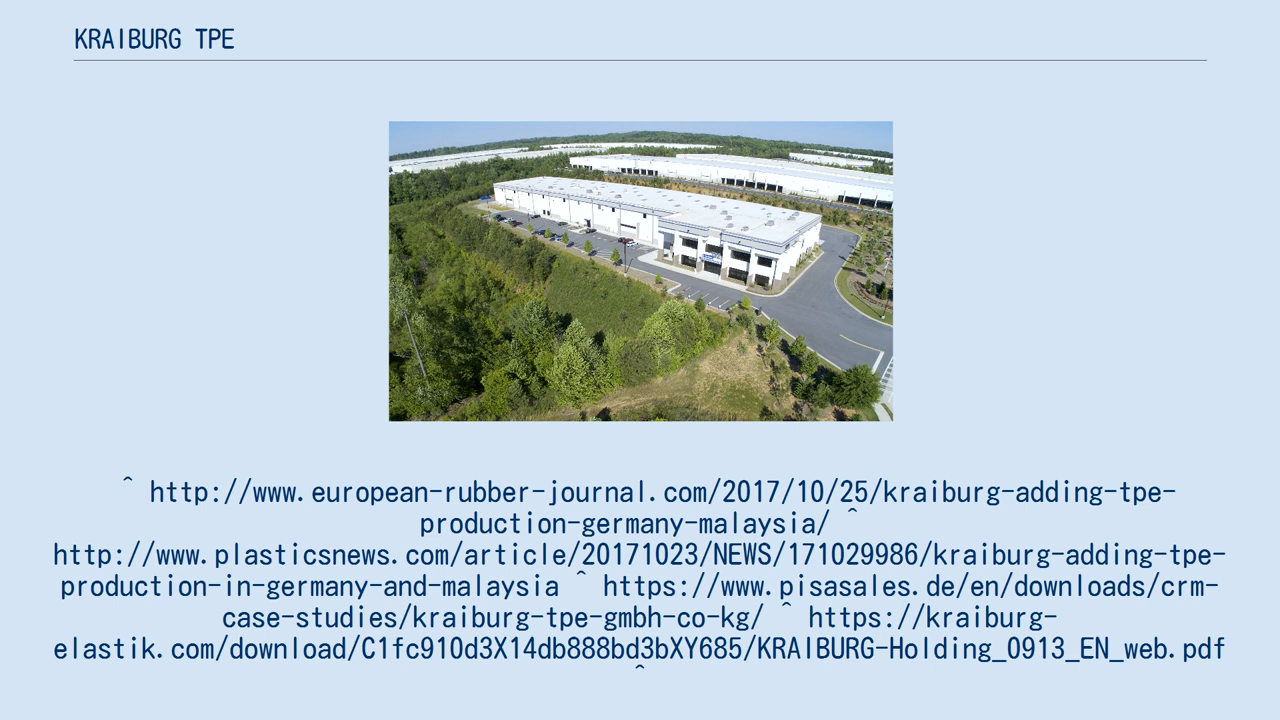 KRAIBURG TPE
^ http://www.european-rubber-journal.com/2017/10/25/kraiburg-adding-tpe-
production-germany-malaysia/ ^
http://www.plasticsnews.com/article/20171023/NEWS/171029986/kraiburg-adding-tpe-
production-in-germany-and-malaysia ^ https://www.pisasales.de/en/downloads/crm-
case-studies/kraiburg-tpe-gmbh-co-kg/ ^ https://kraiburg-
elastik.com/download/C1fc910d3X14db888bd3bXY685/KRAIBURG-Holding_0913_EN_web.pdf
^